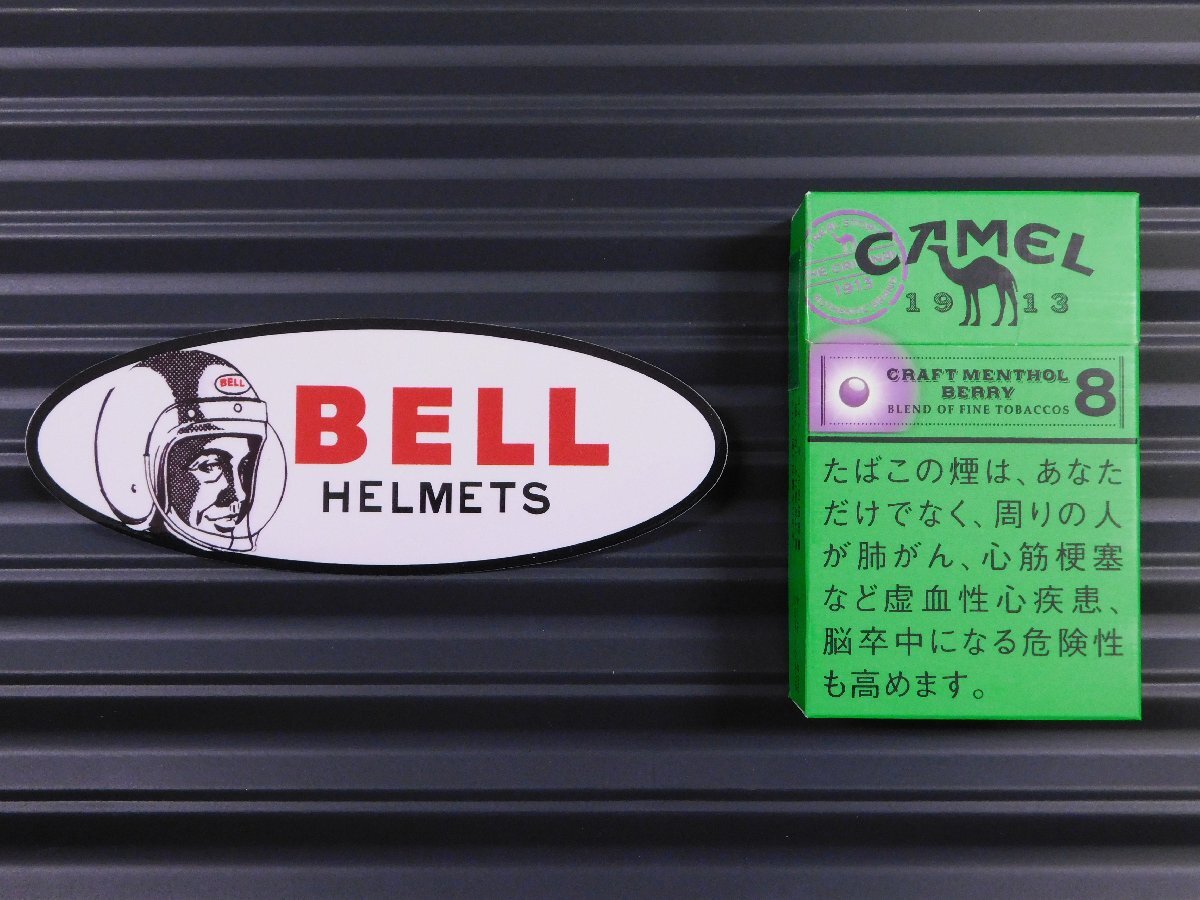 BELL
BELL
HELMETS
CAMEL
1913
1913
CRAFT MENTHOL
BERRY
BLEND OF FINE TOBACCOS
8
たばこの煙は、あなた
だけでなく、周りの人
が肺がん、心筋梗塞
など虚血性心疾患、
脳卒中になる危険性
も高めます。